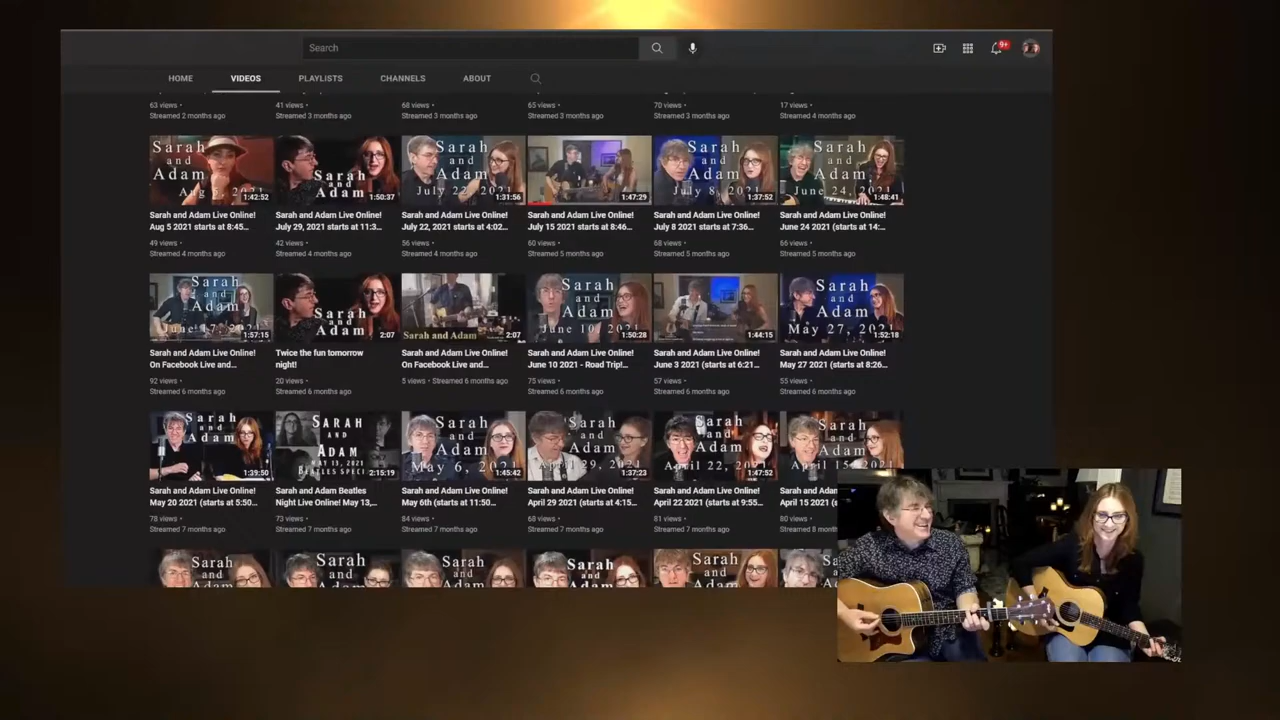 Search
9+
HOME VIDEOS PLAYLISTS CHANNELS ABOUT
63 views • 41 views • 68 views • 65 views • 70 views • 17 views •
Streamed 2 months ago Streamed 3 months ago Streamed 3 months ago Streamed 3 months ago Streamed 3 months ago Streamed 4 months ago
Sarah and Adam 1:42:52
Sarah and Adam 1:50:37
Sarah and Adam July 22, 1:31:56
1:47:29
Sarah and Adam July 8, 1:37:52
Sarah and Adam June 24, 1:48:41
Sarah and Adam Live Online! Sarah and Adam Live Online! Sarah and Adam Live Online! Sarah and Adam Live Online! Sarah and Adam Live Online! Sarah and Adam Live Online!
Aug 5 2021 starts at 8:45... July 29, 2021 starts at 11:3... July 22, 2021 starts at 4:02... July 15 2021 starts at 8:46... July 8 2021 starts at 7:36... June 24 2021 (starts at 14:...
49 views • 42 views • 56 views • 60 views • 68 views • 66 views •
Streamed 4 months ago Streamed 4 months ago Streamed 4 months ago Streamed 5 months ago Streamed 5 months ago Streamed 5 months ago
Sarah and Adam June 17, 2021 1:57:15
Sarah and Adam 2:07
Sarah and Adam 2:07
Sarah and Adam June 10, 2021 1:50:28
1:44:15
Sarah and Adam May 27, 2021 1:52:18
Sarah and Adam Live Online! Twice the fun tomorrow Sarah and Adam Live Online! Sarah and Adam Live Online! Sarah and Adam Live Online! Sarah and Adam Live Online!
On Facebook Live and... night! On Facebook Live and... June 10 2021 - Road Trip!... June 3 2021 (starts at 6:21... May 27 2021 (starts at 8:26...
92 views • 20 views • 5 views • Streamed 6 months ago 75 views • 57 views • 55 views •
Streamed 6 months ago Streamed 6 months ago Streamed 6 months ago Streamed 6 months ago Streamed 6 months ago
Sarah and Adam 1:39:50
SARAH AND ADAM MAY 13, 2021 BEATLES SPECI 2:15:19
Sarah and Adam May 6, 2021 1:45:42
Sarah and Adam April 29, 2021 1:37:23
Sarah and Adam April 22, 2021 1:47:52
Sarah and Adam April 15,
Sarah and Adam Live Online! Sarah and Adam Beatles Sarah and Adam Live Online! Sarah and Adam Live Online! Sarah and Adam Live Online! Sarah and Adam Live Online!
May 20 2021 (starts at 5:50... Night Live Online! May 13,... May 6th (starts at 11:50... April 29 2021 (starts at 4:15... April 22 2021 (starts at 9:55... April 15 2021 (starts at
78 views • 73 views • 84 views • 67 views • 81 views • 80 views •
Streamed 7 months ago Streamed 7 months ago Streamed 7 months ago Streamed 7 months ago Streamed 7 months ago Streamed 8 months ago
Sarah and Sarah and Adam Sarah and Sarah and Sarah and Sarah and